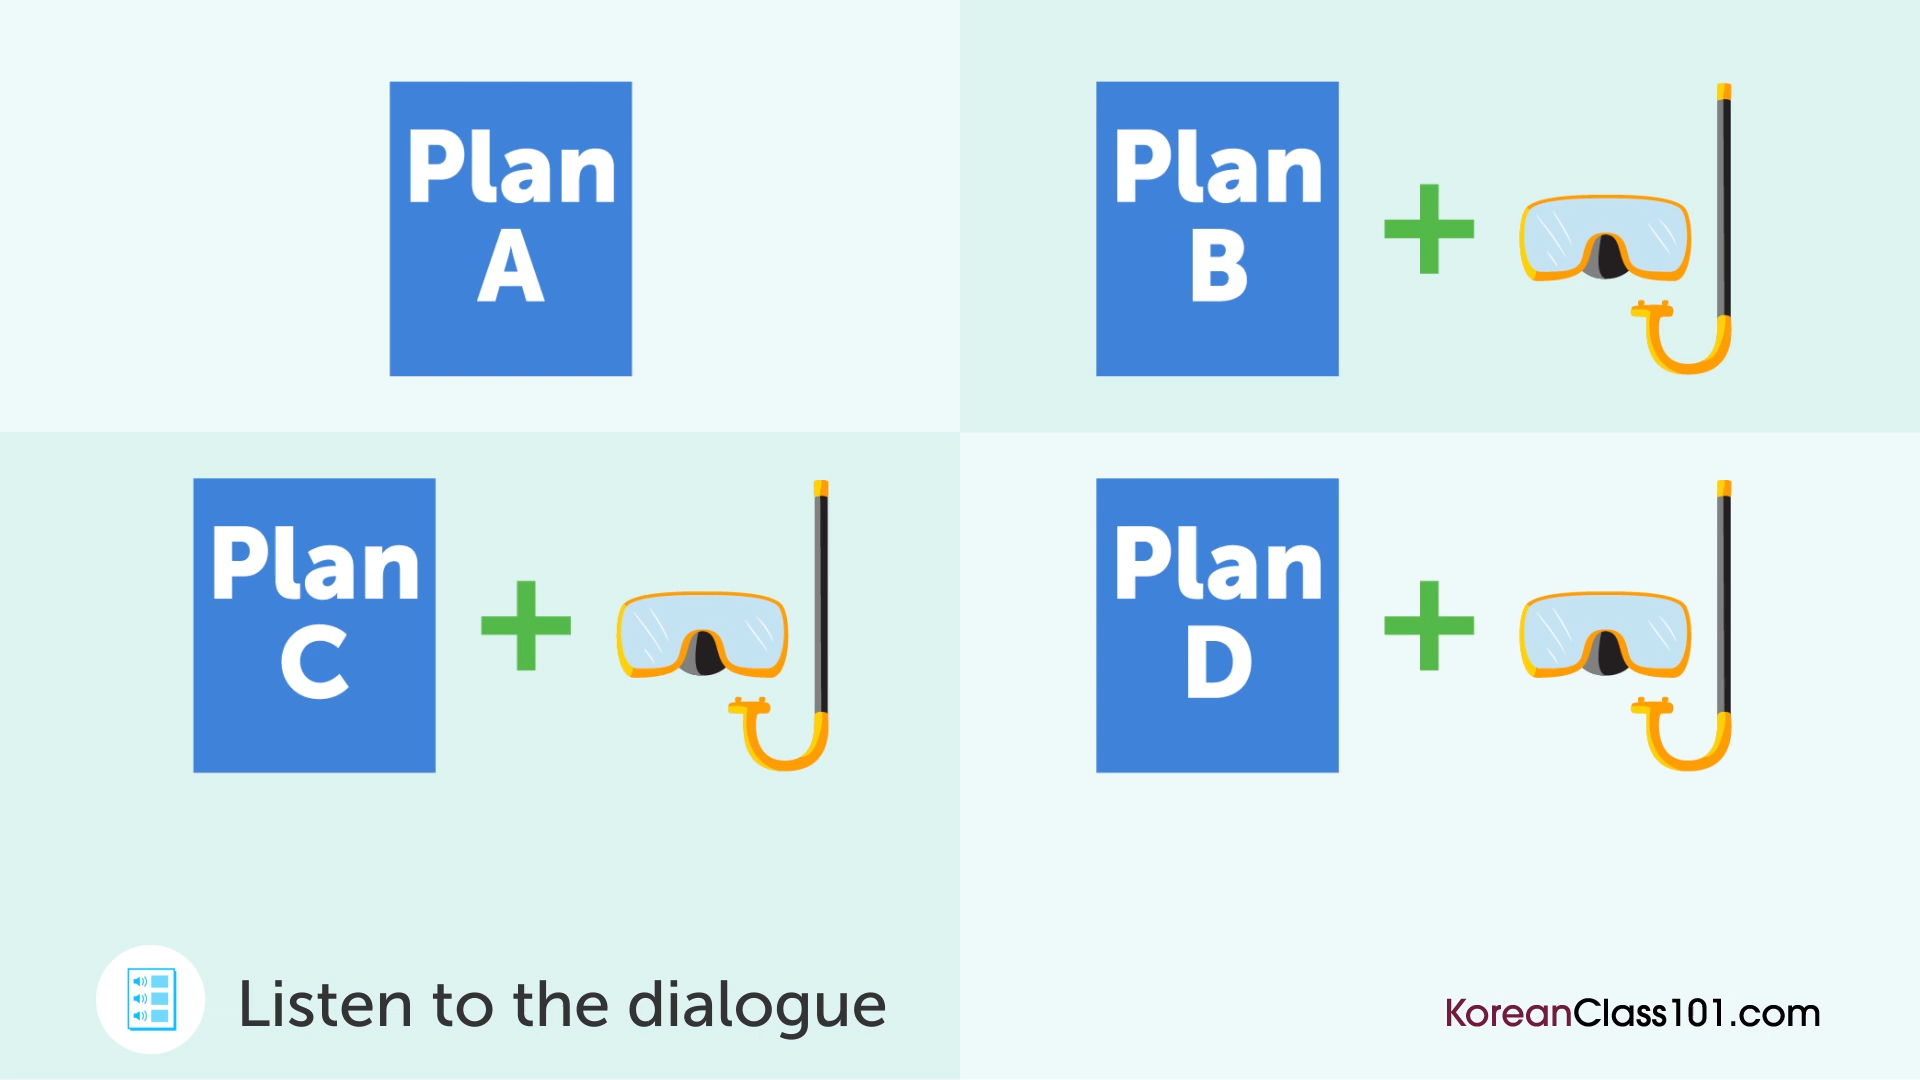 Plan
A
Plan
B
Plan
C
Plan
D
Listen to the dialogue
KoreanClass101.com